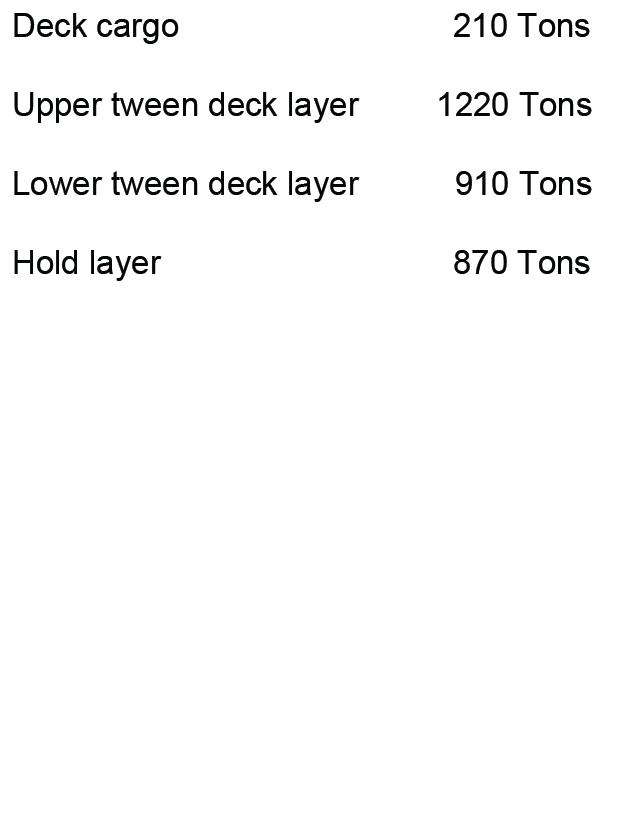 Deck cargo 210 Tons
Upper tween deck layer 1220 Tons
Lower tween deck layer 910 Tons
Hold layer 870 Tons